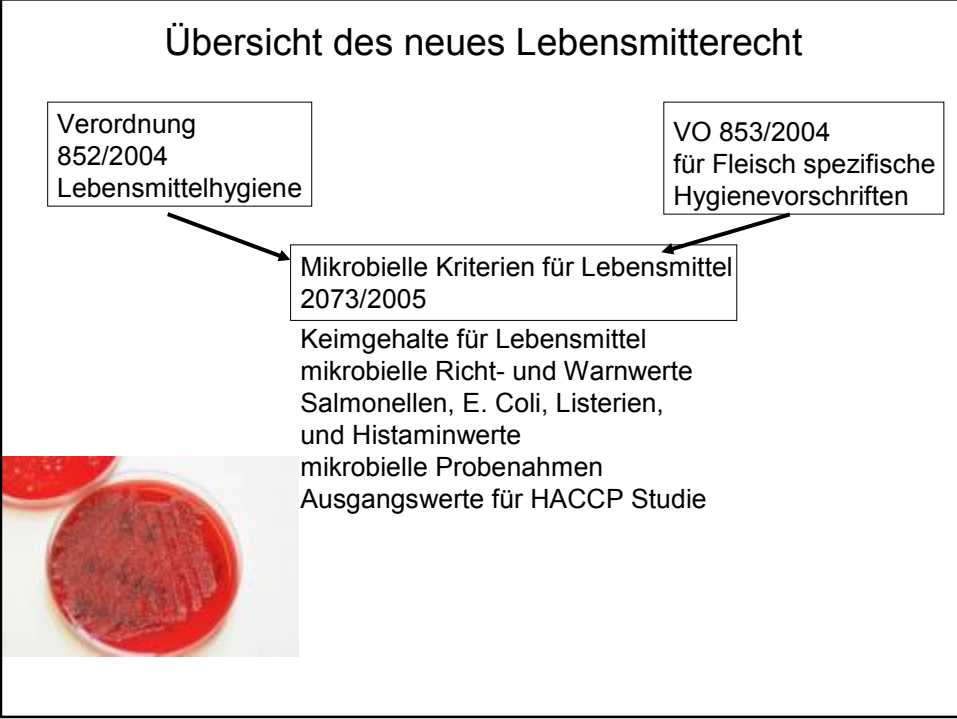 Übersicht des neues Lebensmitterecht
Verordnung
852/2004
Lebensmittelhygiene
VO 853/2004
für Fleisch spezifische
Hygienevorschriften
Mikrobielle Kriterien für Lebensmittel
2073/2005
Keimgehalte für Lebensmittel
mikrobielle Richt- und Warnwerte
Salmonellen, E. Coli, Listerien,
und Histaminwerte
mikrobielle Probenahmen
Ausgangswerte für HACCP Studie